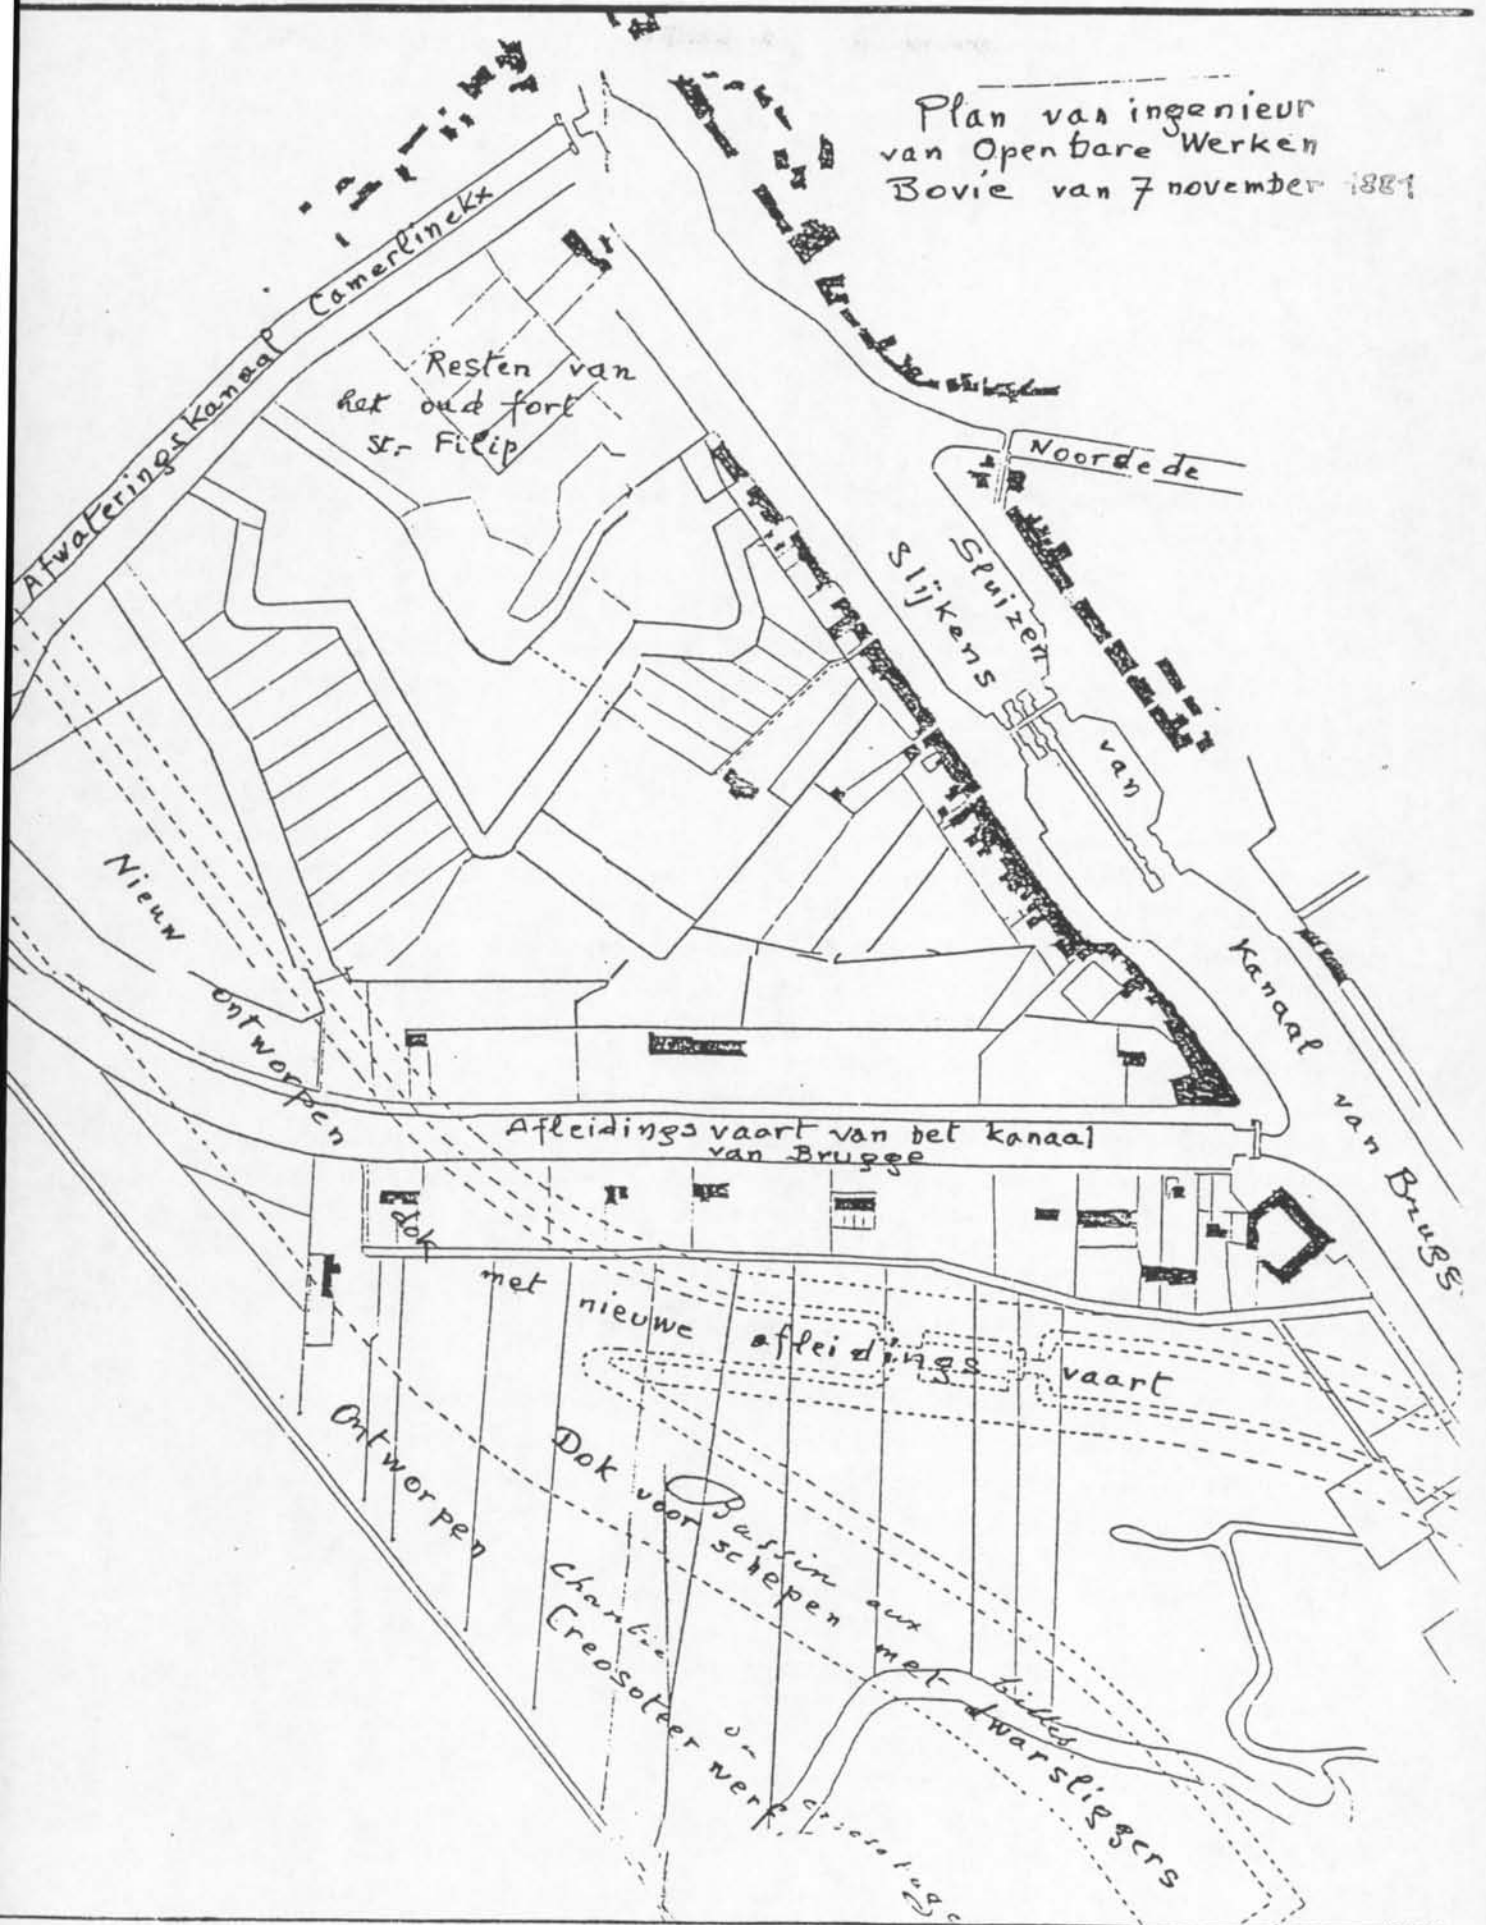 Plan van ingenieur
van Openbare Werken
Bovie van 7 november 1881
Afwateringskanaal Camerlinckx
Resten van
het oud fort
St.- Filip
Noordede
Sluizen van
Slijkens
Kanaal van Brugg
Nieuw ontworpen dok met nieuwe afleidings vaart
Afleidingsvaart van het kanaal
van Brugge
Ontworpen
Bassin aux billes
Dok voor schepen met dwarsliggers
Creosoteer werf